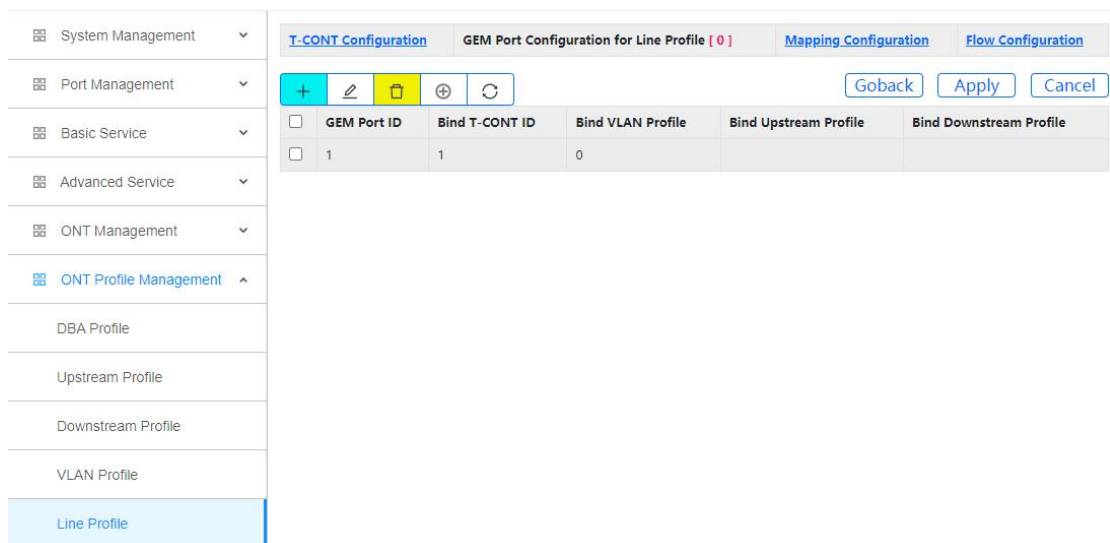 System Management
Port Management
Basic Service
Advanced Service
ONT Management
ONT Profile Management
DBA Profile
Upstream Profile
Downstream Profile
VLAN Profile
Line Profile
T-CONT Configuration GEM Port Configuration for Line Profile [ 0 ] Mapping Configuration Flow Configuration
Goback Apply Cancel
GEM Port ID Bind T-CONT ID Bind VLAN Profile Bind Upstream Profile Bind Downstream Profile
1 1 0